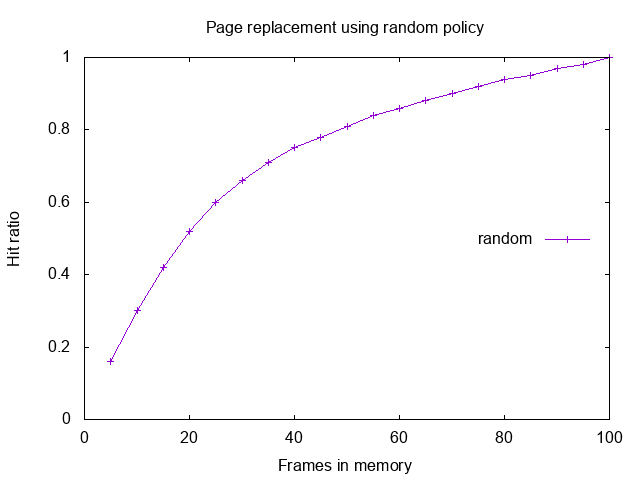 Page replacement using random policy
1
0.8
0.6
0.4
0.2
0
Hit ratio
random
0 20 40 60 80 100
Frames in memory